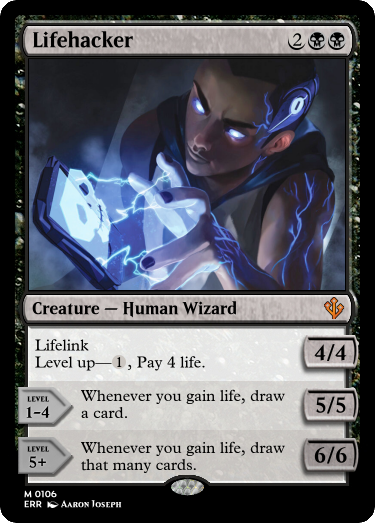 Lifehacker 2
Creature — Human Wizard
Lifelink
Level up—1, Pay 4 life.
4/4
LEVEL
1-4
Whenever you gain life, draw
a card.
5/5
LEVEL
5+
Whenever you gain life, draw
that many cards.
6/6
M 0106
ERR AARON JOSEPH